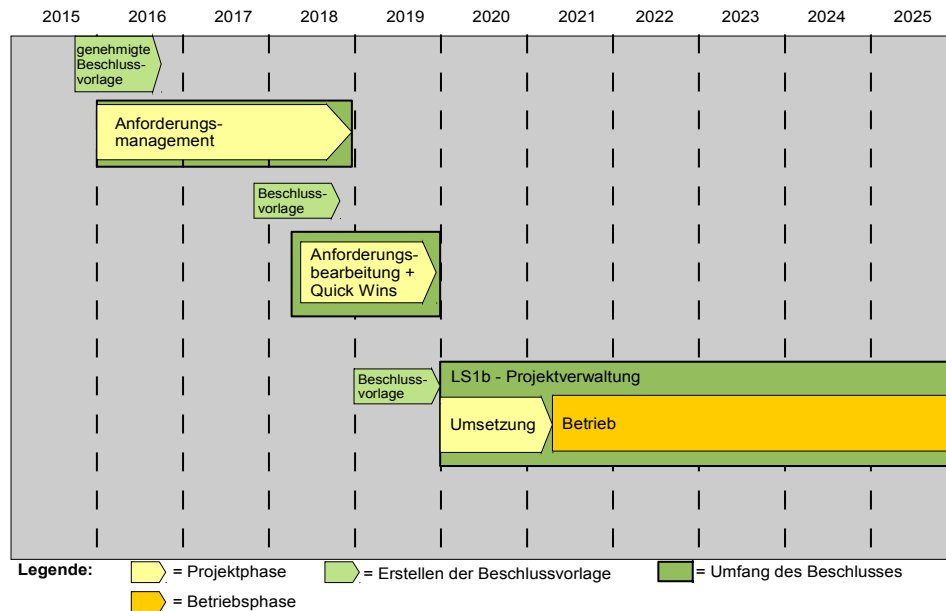 2015 2016 2017 2018 2019 2020 2021 2022 2023 2024 2025
genehmigte
Beschluss-
vorlage
Anforderungs-
management
Beschluss-
vorlage
Anforderungs-
bearbeitung +
Quick Wins
Beschluss-
vorlage
LS1b - Projektverwaltung
Umsetzung
Betrieb
Legende:
= Projektphase
= Erstellen der Beschlussvorlage
= Umfang des Beschlusses
= Betriebsphase